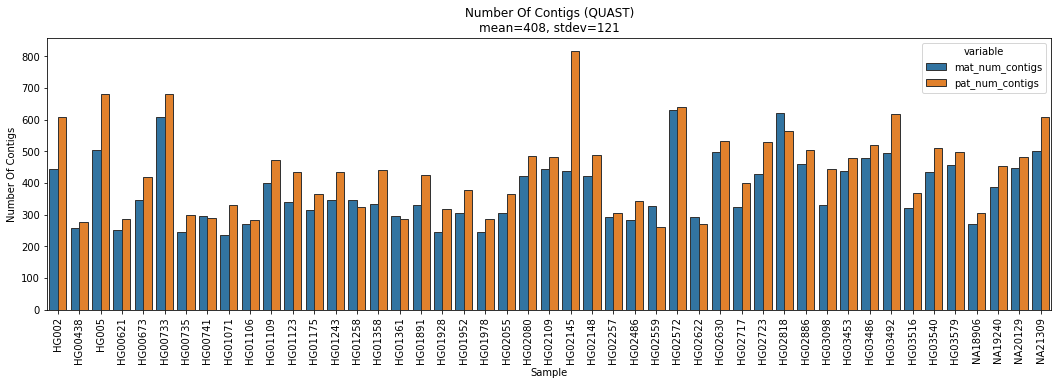 Number Of Contigs (QUAST)
mean=408, stdev=121
variable
mat_num_contigs
pat_num_contigs
Number Of Contigs
800
700
600
500
400
300
200
100
0
HG002
HG00438
HG005
HG00621
HG00673
HG00733
HG00735
HG00741
HG01071
HG01106
HG01109
HG01123
HG01175
HG01243
HG01258
HG01358
HG01361
HG01891
HG01928
HG01952
HG01978
HG02055
HG02080
HG02109
HG02145
HG02148
HG02257
HG02486
HG02559
HG02572
HG02622
HG02630
HG02717
HG02723
HG02818
HG02886
HG03098
HG03453
HG03486
HG03492
HG03516
HG03540
HG03579
NA18906
NA19240
NA20129
NA21309
Sample